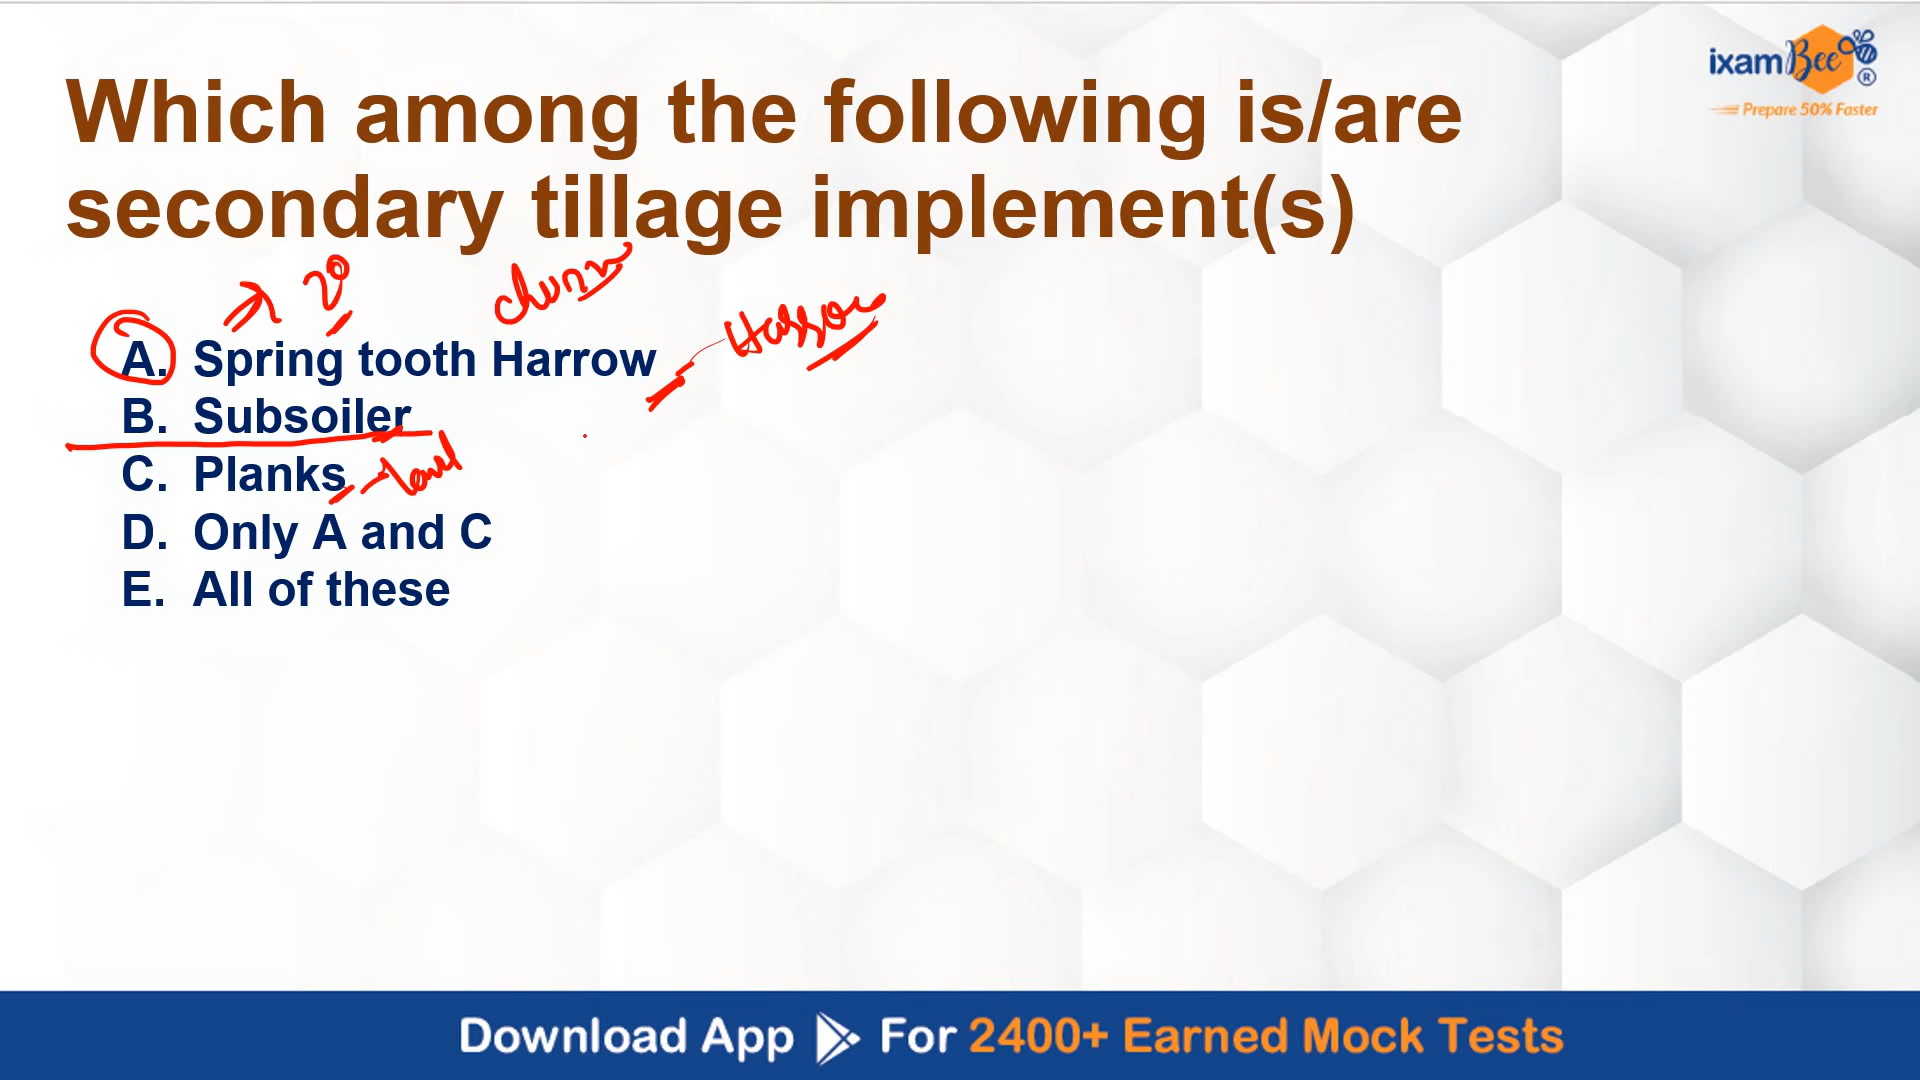 ixamBee
®
Prepare 50% Faster
Which among the following is/are
secondary tillage implement(s)
2°
Harrow
A. Spring tooth Harrow
B. Subsoiler
C. Planks
D. Only A and C
E. All of these
Download App For 2400+ Earned Mock Tests